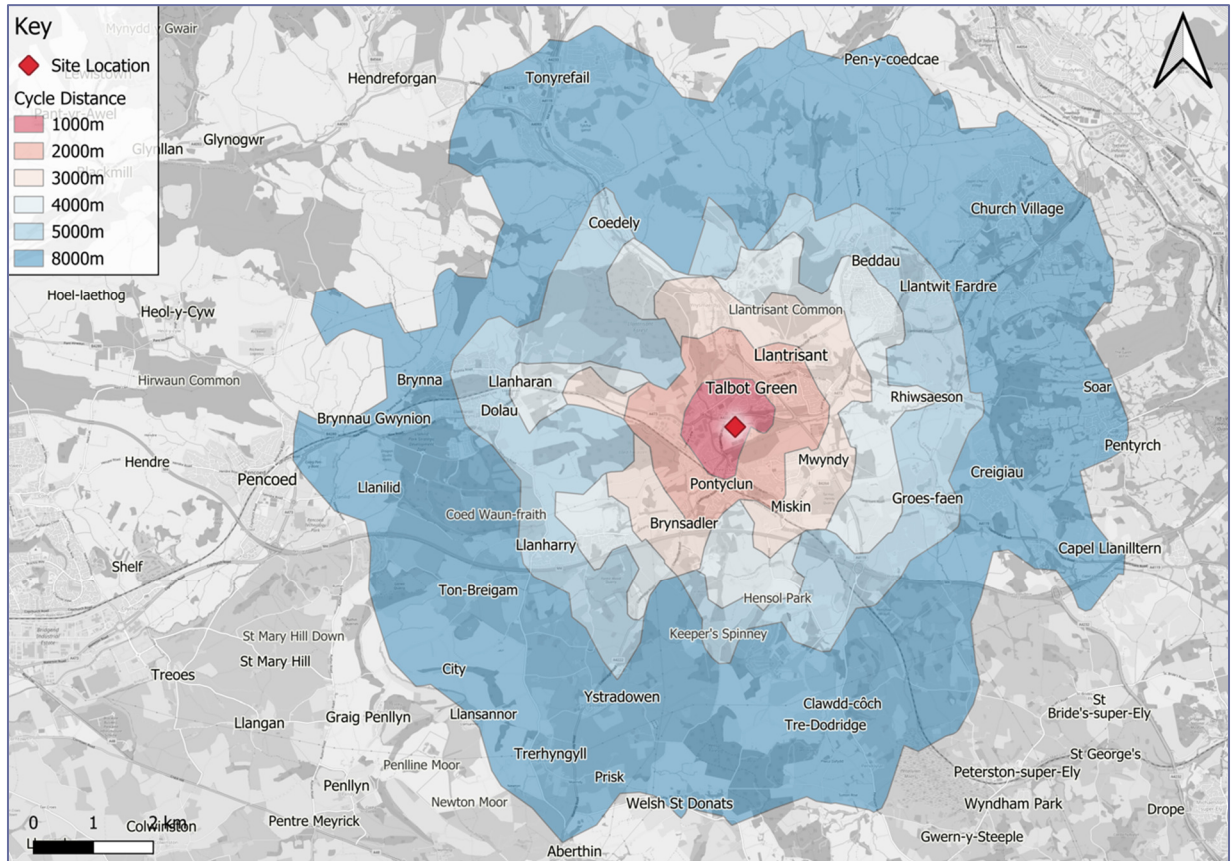 Key
Site Location
Cycle Distance
1000m
2000m
3000m
4000m
5000m
8000m
Mynydd y Gwair
Lewistown
Pant-yr-Awel
Glynllan
Blackmill
Hendreforgan
Glynogwr
Tonyrefail
Pen-y-coedcae
Coedely
Church Village
Beddau
Llantwit Fardre
Hoel-laethog
Heol-y-Cyw
Llantrisant Common
Llantrisant
Hirwaun Common
Brynna
Llanharan
Talbot Green
Soar
Rhiwsaeson
Dolau
Brynnau Gwynion
Pentyrch
Hendre
Pencoed
Mwyndy
Creigiau
Llanilid
Pontyclun
Groes-faen
Miskin
Coed Waun-fraith
Brynsadler
Llanharry
Capel Llanilltern
Shelf
Ton-Breigam
Hensol Park
St Mary Hill Down
Keeper's Spinney
St Mary Hill
City
Treoes
Ystradowen
Clawdd-côch
St
Bride's-super-Ely
Llangan
Graig Penllyn
Llansannor
Tre-Dodridge
Trerhyngyll
St George's
Penlline Moor
Prisk
Peterston-super-Ely
Penllyn
Newton Moor
Welsh St Donats
Wyndham Park
Drope
Pentre Meyrick
Colwinston
Gwern-y-Steeple
Aberthin
0 1 2 km